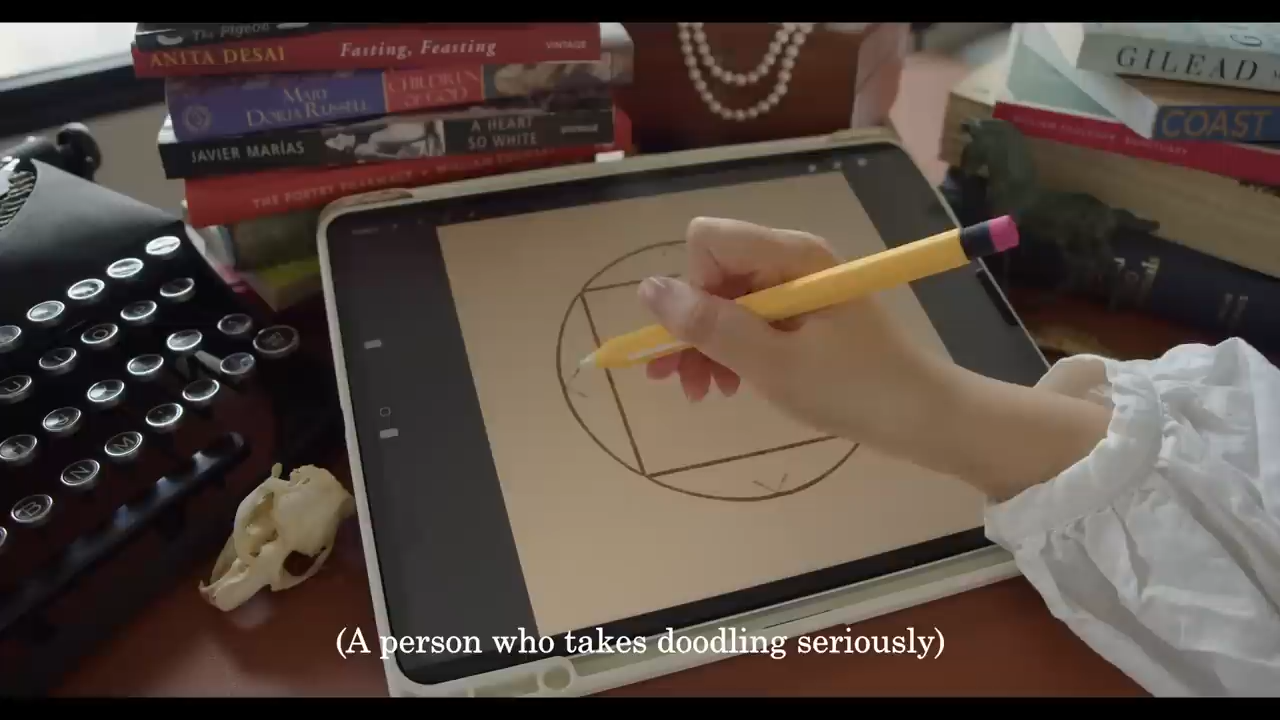 The Pigeon
ANITA DESAI Fasting, Feasting VINTAGE
MARY
DORIA RUSSELL
CHILDREN
OF GOD
JAVIER MARÍAS
A HEART
SO WHITE
THE POETRY PHARMACY
GILEAD
COAST
U
O
H
J
B
N
M
(A person who takes doodling seriously)